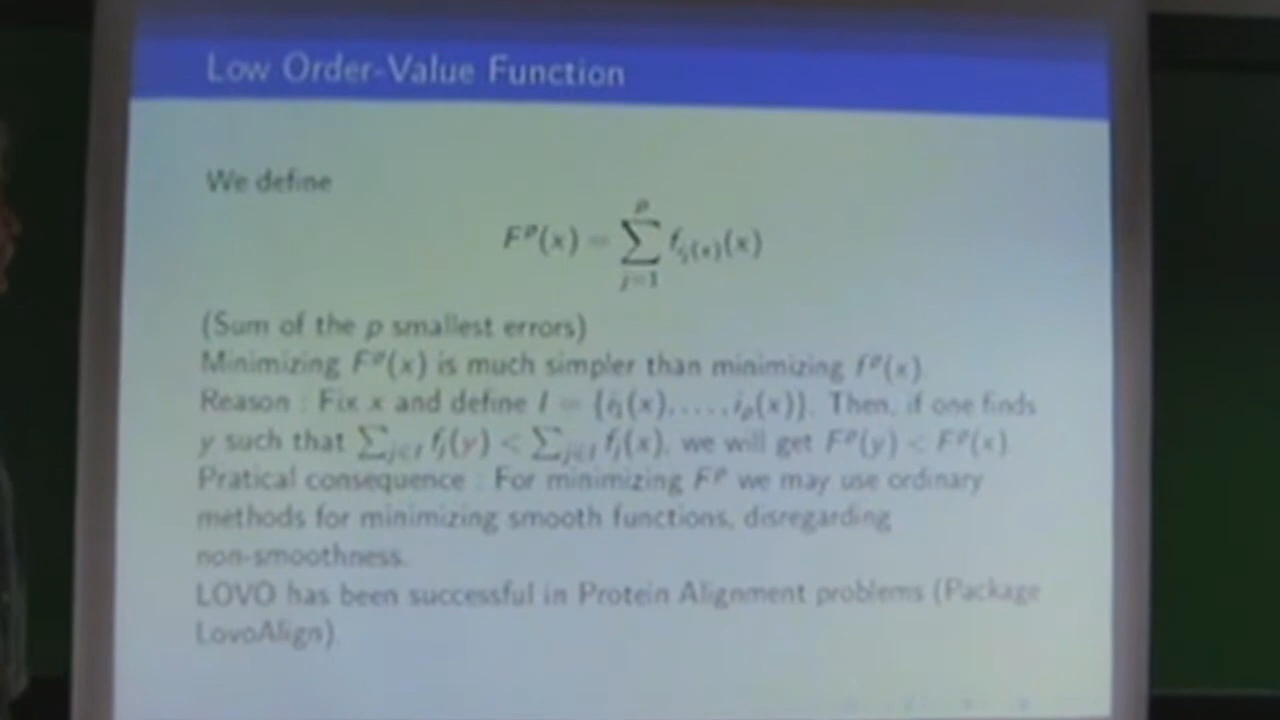 Low Order-Value Function
We define
F^p(x) = \sum_{j=1}^{p} f_{i_j(x)}(x)
(Sum of the p smallest errors)
Minimizing F^p(x) is much simpler than minimizing f^p(x).
Reason : Fix x and define I = {i_1(x), . . . , i_p(x)}. Then, if one finds
y such that \sum_{j∈I} f_j(y) < \sum_{j∈I} f_j(x), we will get F^p(y) < F^p(x).
Pratical consequence : For minimizing F^p we may use ordinary
methods for minimizing smooth functions, disregarding
non-smoothness.
LOVO has been successful in Protein Alignment problems (Package
LovoAlign).